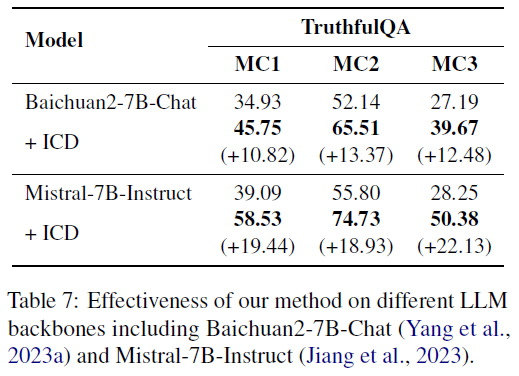 Model TruthfulQA
MC1 MC2 MC3
Baichuan2-7B-Chat 34.93 52.14 27.19
+ ICD 45.75 65.51 39.67
(+10.82) (+13.37) (+12.48)
Mistral-7B-Instruct 39.09 55.80 28.25
+ ICD 58.53 74.73 50.38
(+19.44) (+18.93) (+22.13)
Table 7: Effectiveness of our method on different LLM
backbones including Baichuan2-7B-Chat (Yang et al.,
2023a) and Mistral-7B-Instruct (Jiang et al., 2023).